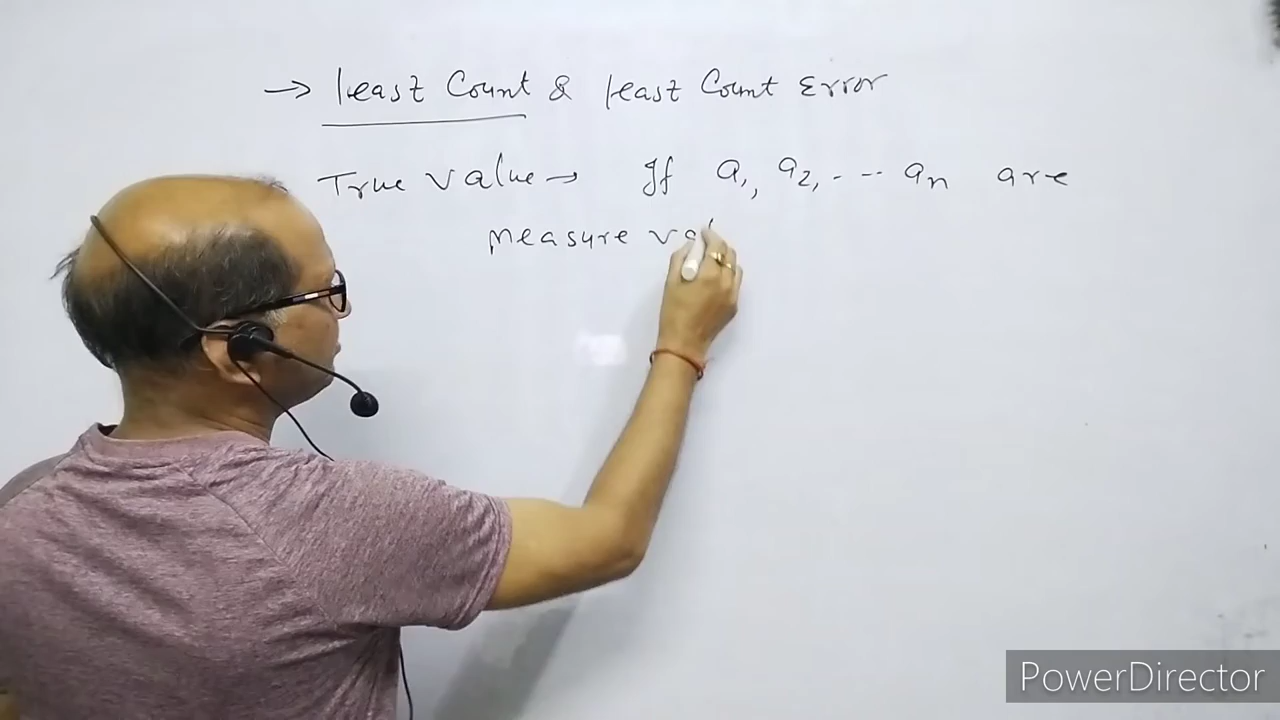 → Least Count & Least Count Error
True value → If a₁, a₂, - -- aₙ are
measure va
PowerDirector